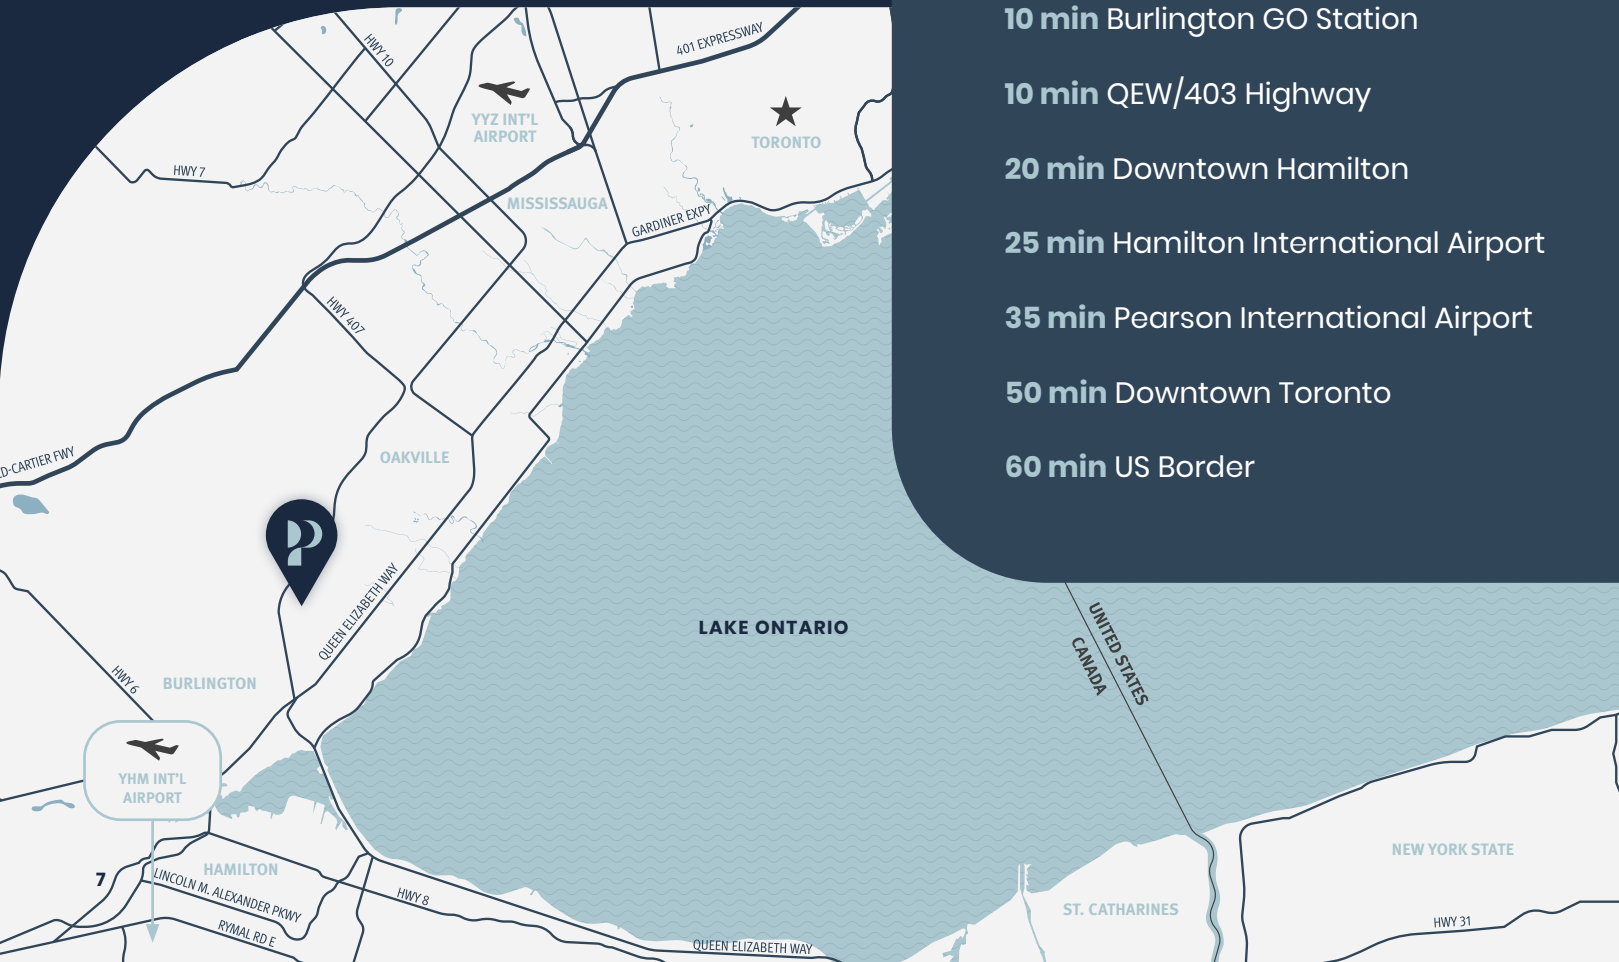 10 min Burlington GO Station
10 min QEW/403 Highway
20 min Downtown Hamilton
25 min Hamilton International Airport
35 min Pearson International Airport
50 min Downtown Toronto
60 min US Border
401 EXPRESSWAY
HWY 10
YYZ INT'L
AIRPORT
TORONTO
HWY 7
MISSISSAUGA
GARDINER EXPY
HWY 407
D-CARTIER FWY
OAKVILLE
P
QUEEN ELIZABETH WAY
LAKE ONTARIO
UNITED STATES
CANADA
HWY 6
BURLINGTON
YHM INT'L
AIRPORT
HAMILTON
7
LINCOLN M. ALEXANDER PKWY
HWY 8
RYMAL RD E
QUEEN ELIZABETH WAY
ST. CATHARINES
NEW YORK STATE
HWY 31